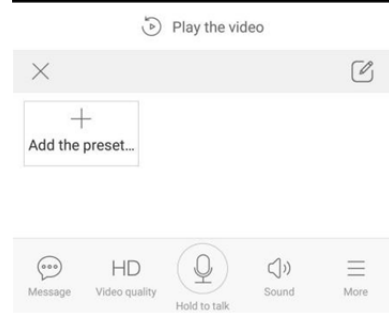 Play the video
Add the preset...
HD
Message
Video quality
Hold to talk
Sound
More